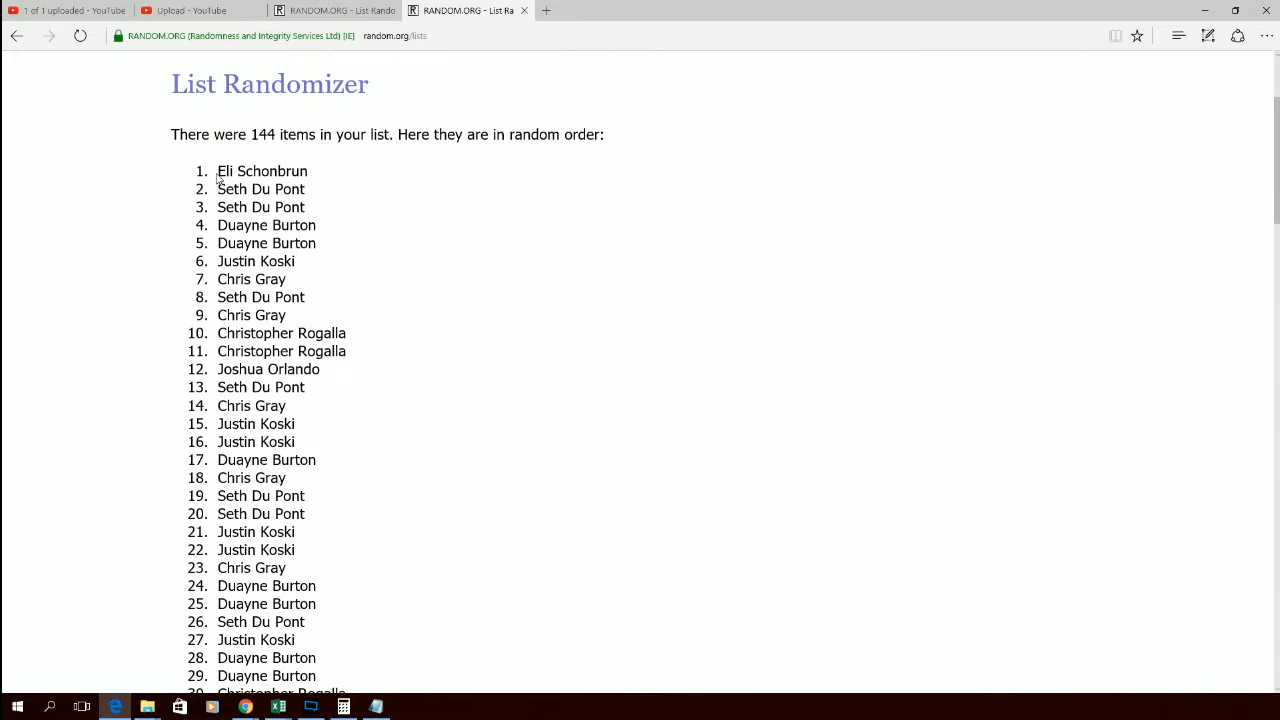 1 of 1 uploaded - YouTube
Upload - YouTube
RANDOM.ORG - List Rando
RANDOM.ORG - List Ra
RANDOM.ORG (Randomness and Integrity Services Ltd) [IE] random.org/lists
List Randomizer
There were 144 items in your list. Here they are in random order:
1. Eli Schonbrun
2. Seth Du Pont
3. Seth Du Pont
4. Duayne Burton
5. Duayne Burton
6. Justin Koski
7. Chris Gray
8. Seth Du Pont
9. Chris Gray
10. Christopher Rogalla
11. Christopher Rogalla
12. Joshua Orlando
13. Seth Du Pont
14. Chris Gray
15. Justin Koski
16. Justin Koski
17. Duayne Burton
18. Chris Gray
19. Seth Du Pont
20. Seth Du Pont
21. Justin Koski
22. Justin Koski
23. Chris Gray
24. Duayne Burton
25. Duayne Burton
26. Seth Du Pont
27. Justin Koski
28. Duayne Burton
29. Duayne Burton
30. Christopher Rogalla